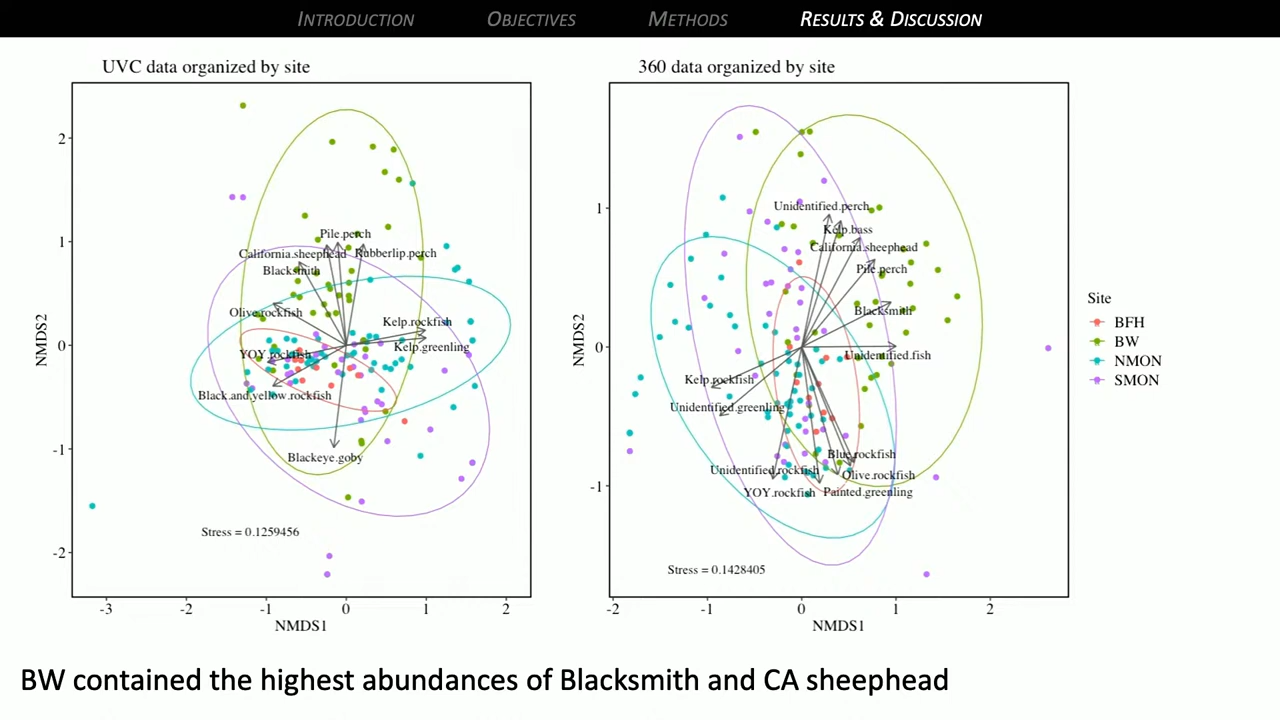 INTRODUCTION OBJECTIVES METHODS RESULTS & DISCUSSION
UVC data organized by site
2
1
0
-1
-2
NMDS2
Pile.perch
California.sheephead
Rubberlip.perch
Blacksmith
Olive.rockfish
Kelp.rockfish
Kelp.greenling
YOY.rockfish
Black.and.yellow.rockfish
Blackeye.goby
Stress = 0.1259456
-3 -2 -1 0 1 2
NMDS1
360 data organized by site
1
0
-1
NMDS2
Unidentified.perch
Kelp.bass
California.sheephead
Pile.perch
Blacksmith
Unidentified.fish
Kelp.rockfish
Unidentified.greenling
Blue.rockfish
Unidentified.rockfish
Olive.rockfish
YOY.rockfish
Painted.greenling
Stress = 0.1428405
-2 -1 0 1 2
NMDS1
Site
BFH
BW
NMON
SMON
BW contained the highest abundances of Blacksmith and CA sheephead